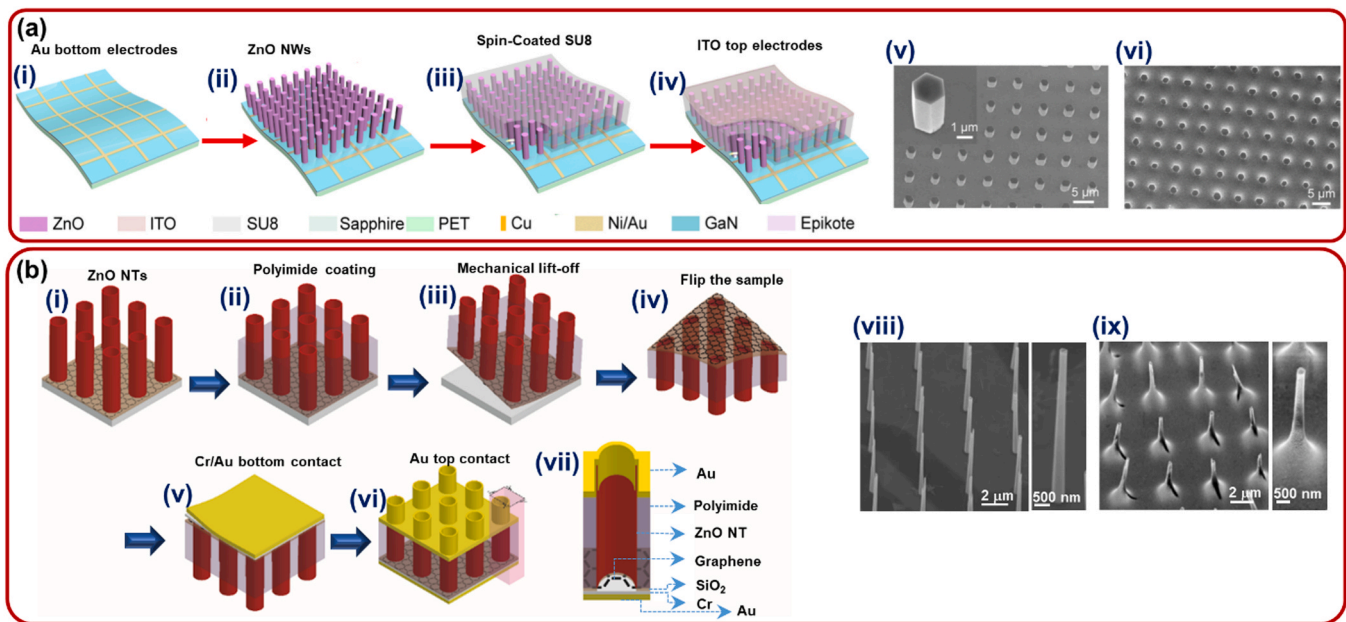 (a)
Au bottom electrodes
ZnO NWs
Spin-Coated SU8
ITO top electrodes
(i)
(ii)
(iii)
(iv)
(v)
(vi)
1 µm
5 µm
5 µm
ZnO
ITO
SU8
Sapphire
PET
Cu
Ni/Au
GaN
Epikote
(b)
ZnO NTs
Polyimide coating
Mechanical lift-off
Flip the sample
(i)
(ii)
(iii)
(iv)
Cr/Au bottom contact
Au top contact
(v)
(vi)
(vii)
Au
Polyimide
ZnO NT
Graphene
SiO₂
Cr
Au
(viii)
(ix)
2 µm
500 nm
2 µm
500 nm